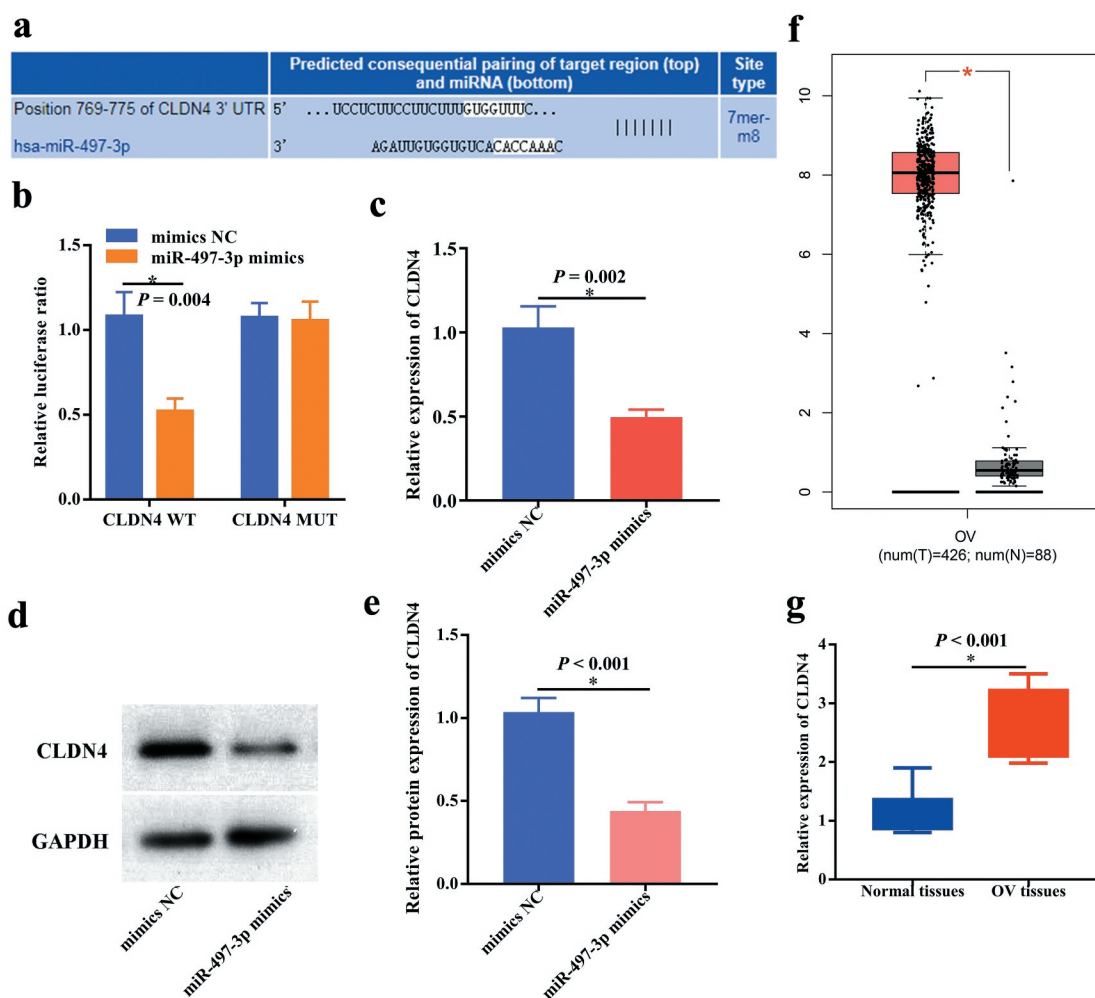 a
Predicted consequential pairing of target region (top)
and miRNA (bottom)
Site
type
Position 769-775 of CLDN4 3' UTR 5' ...UCCUCUUCCUUCUUUGUGGUUUC...
hsa-miR-497-3p 3' AGAUUGUGGUGUCACACCAAAC
7mer-
m8
b
mimics NC
miR-497-3p mimics
Relative luciferase ratio
1.5
1.0
0.5
0.0
*
P = 0.004
CLDN4 WT
CLDN4 MUT
c
Relative expression of CLDN4
1.5
1.0
0.5
0.0
P = 0.002
*
mimics NC
miR-497-3p mimics
d
CLDN4
GAPDH
mimics NC
miR-497-3p mimics
e
Relative protein expression of CLDN4
1.5
1.0
0.5
0.0
P < 0.001
*
mimics NC
miR-497-3p mimics
f
*
10
8
6
4
2
0
OV
(num(T)=426; num(N)=88)
g
Relative expression of CLDN4
4
3
2
1
0
P < 0.001
*
Normal tissues
OV tissues